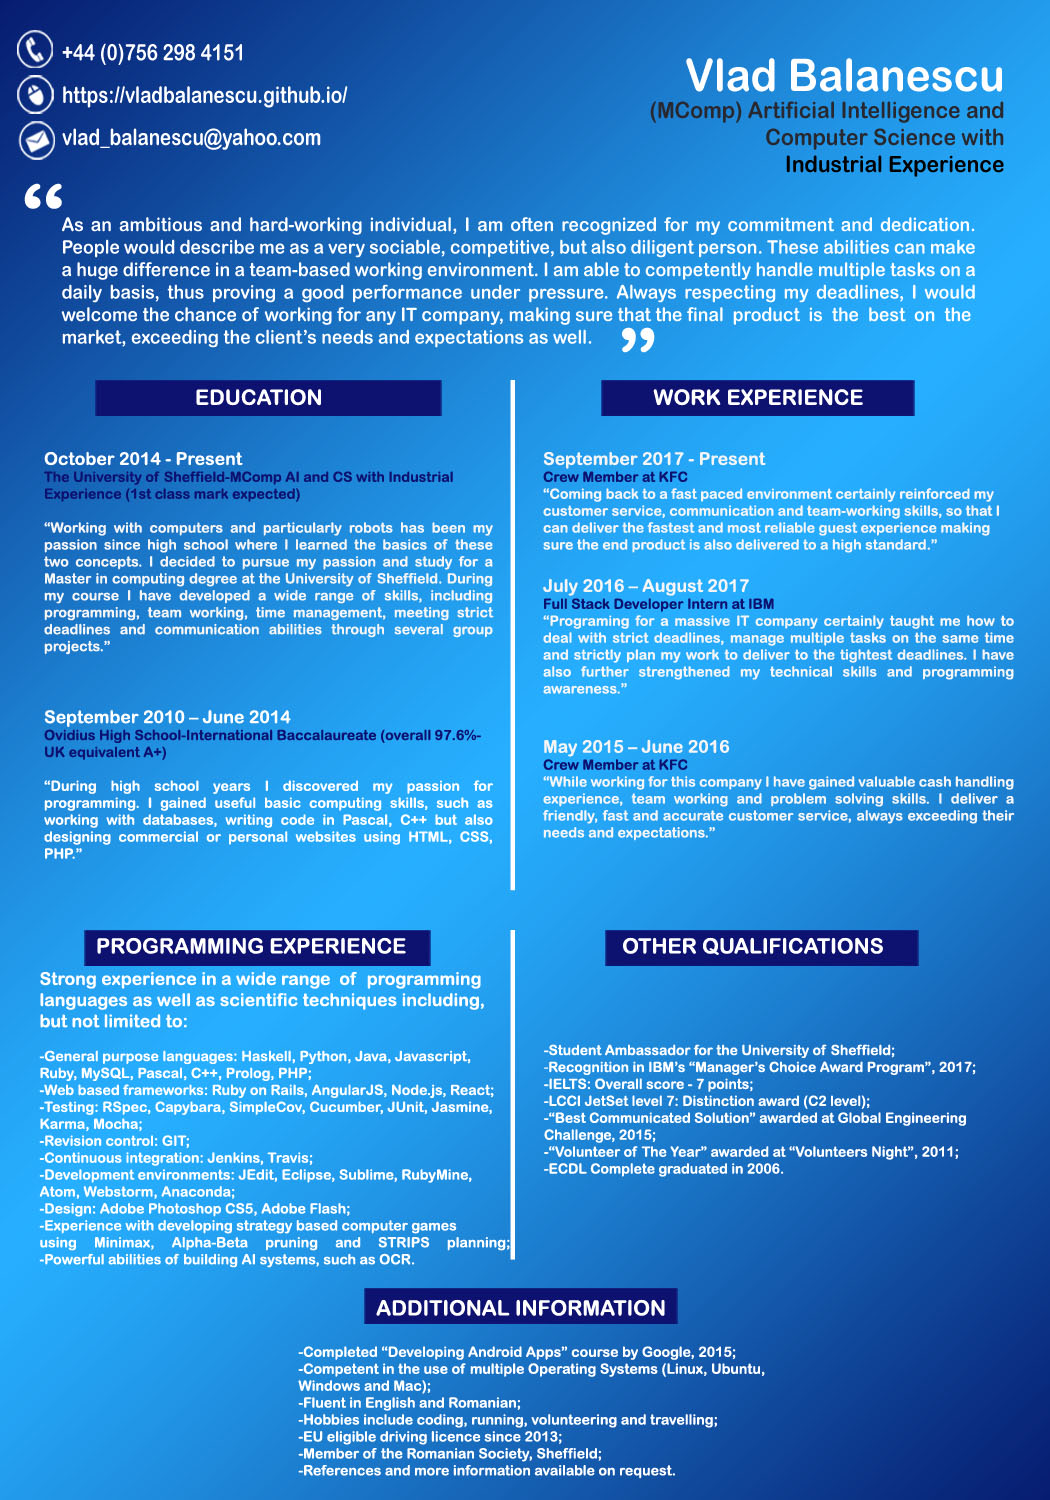 +44 (0)756 298 4151
https://vladbalanescu.github.io/
vlad_balanescu@yahoo.com
Vlad Balanescu
(MComp) Artificial Intelligence and
Computer Science with
Industrial Experience
“
As an ambitious and hard-working individual, I am often recognized for my commitment and dedication.
People would describe me as a very sociable, competitive, but also diligent person. These abilities can make
a huge difference in a team-based working environment. I am able to competently handle multiple tasks on a
daily basis, thus proving a good performance under pressure. Always respecting my deadlines, I would
welcome the chance of working for any IT company, making sure that the final product is the best on the
market, exceeding the client’s needs and expectations as well. ”
EDUCATION
October 2014 - Present
The University of Sheffield-MComp AI and CS with Industrial
Experience (1st class mark expected)
“Working with computers and particularly robots has been my
passion since high school where I learned the basics of these
two concepts. I decided to pursue my passion and study for a
Master in computing degree at the University of Sheffield. During
my course I have developed a wide range of skills, including
programming, team working, time management, meeting strict
deadlines and communication abilities through several group
projects.”
September 2010 – June 2014
Ovidius High School-International Baccalaureate (overall 97.6%-
UK equivalent A+)
“During high school years I discovered my passion for
programming. I gained useful basic computing skills, such as
working with databases, writing code in Pascal, C++ but also
designing commercial or personal websites using HTML, CSS,
PHP.”
WORK EXPERIENCE
September 2017 - Present
Crew Member at KFC
“Coming back to a fast paced environment certainly reinforced my
customer service, communication and team-working skills, so that I
can deliver the fastest and most reliable guest experience making
sure the end product is also delivered to a high standard.”
July 2016 – August 2017
Full Stack Developer Intern at IBM
“Programing for a massive IT company certainly taught me how to
deal with strict deadlines, manage multiple tasks on the same time
and strictly plan my work to deliver to the tightest deadlines. I have
also further strengthened my technical skills and programming
awareness.”
May 2015 – June 2016
Crew Member at KFC
“While working for this company I have gained valuable cash handling
experience, team working and problem solving skills. I deliver a
friendly, fast and accurate customer service, always exceeding their
needs and expectations.”
PROGRAMMING EXPERIENCE
Strong experience in a wide range of programming
languages as well as scientific techniques including,
but not limited to:
-General purpose languages: Haskell, Python, Java, Javascript,
Ruby, MySQL, Pascal, C++, Prolog, PHP;
-Web based frameworks: Ruby on Rails, AngularJS, Node.js, React;
-Testing: RSpec, Capybara, SimpleCov, Cucumber, JUnit, Jasmine,
Karma, Mocha;
-Revision control: GIT;
-Continuous integration: Jenkins, Travis;
-Development environments: JEdit, Eclipse, Sublime, RubyMine,
Atom, Webstorm, Anaconda;
-Design: Adobe Photoshop CS5, Adobe Flash;
-Experience with developing strategy based computer games
using Minimax, Alpha-Beta pruning and STRIPS planning;
-Powerful abilities of building AI systems, such as OCR.
OTHER QUALIFICATIONS
-Student Ambassador for the University of Sheffield;
-Recognition in IBM’s “Manager’s Choice Award Program”, 2017;
-IELTS: Overall score - 7 points;
-LCCI JetSet level 7: Distinction award (C2 level);
-“Best Communicated Solution” awarded at Global Engineering
Challenge, 2015;
-“Volunteer of The Year” awarded at “Volunteers Night”, 2011;
-ECDL Complete graduated in 2006.
ADDITIONAL INFORMATION
-Completed “Developing Android Apps” course by Google, 2015;
-Competent in the use of multiple Operating Systems (Linux, Ubuntu,
Windows and Mac);
-Fluent in English and Romanian;
-Hobbies include coding, running, volunteering and travelling;
-EU eligible driving licence since 2013;
-Member of the Romanian Society, Sheffield;
-References and more information available on request.